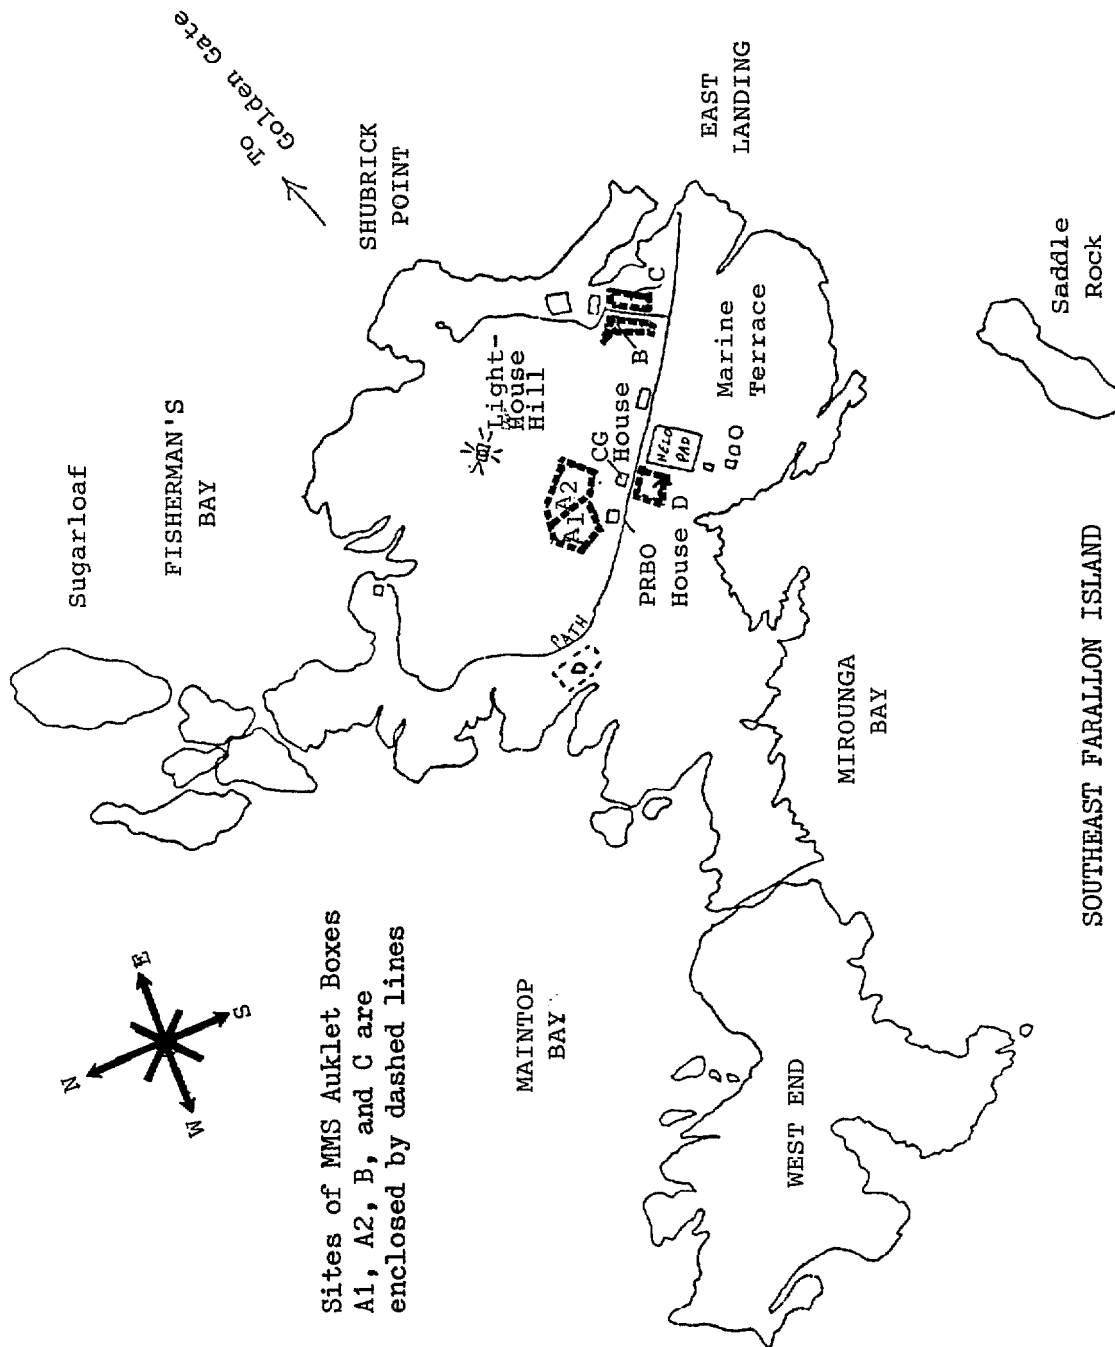 TO
Golden Gate
Sugarloaf
FISHERMAN'S
BAY
SHUBRICK
POINT
EAST
LANDING
Light-
House
Hill
C
B
CG
House
A1
A2
HELO
PAD
D
PRBO
House
PATH
D
Marine
Terrace
Saddle
Rock
N
E
S
W
Sites of MMS Auklet Boxes
A1, A2, B, and C are
enclosed by dashed lines
MAINTOP
BAY
MIROUNGA
BAY
WEST END
SOUTHEAST FARALLON ISLAND